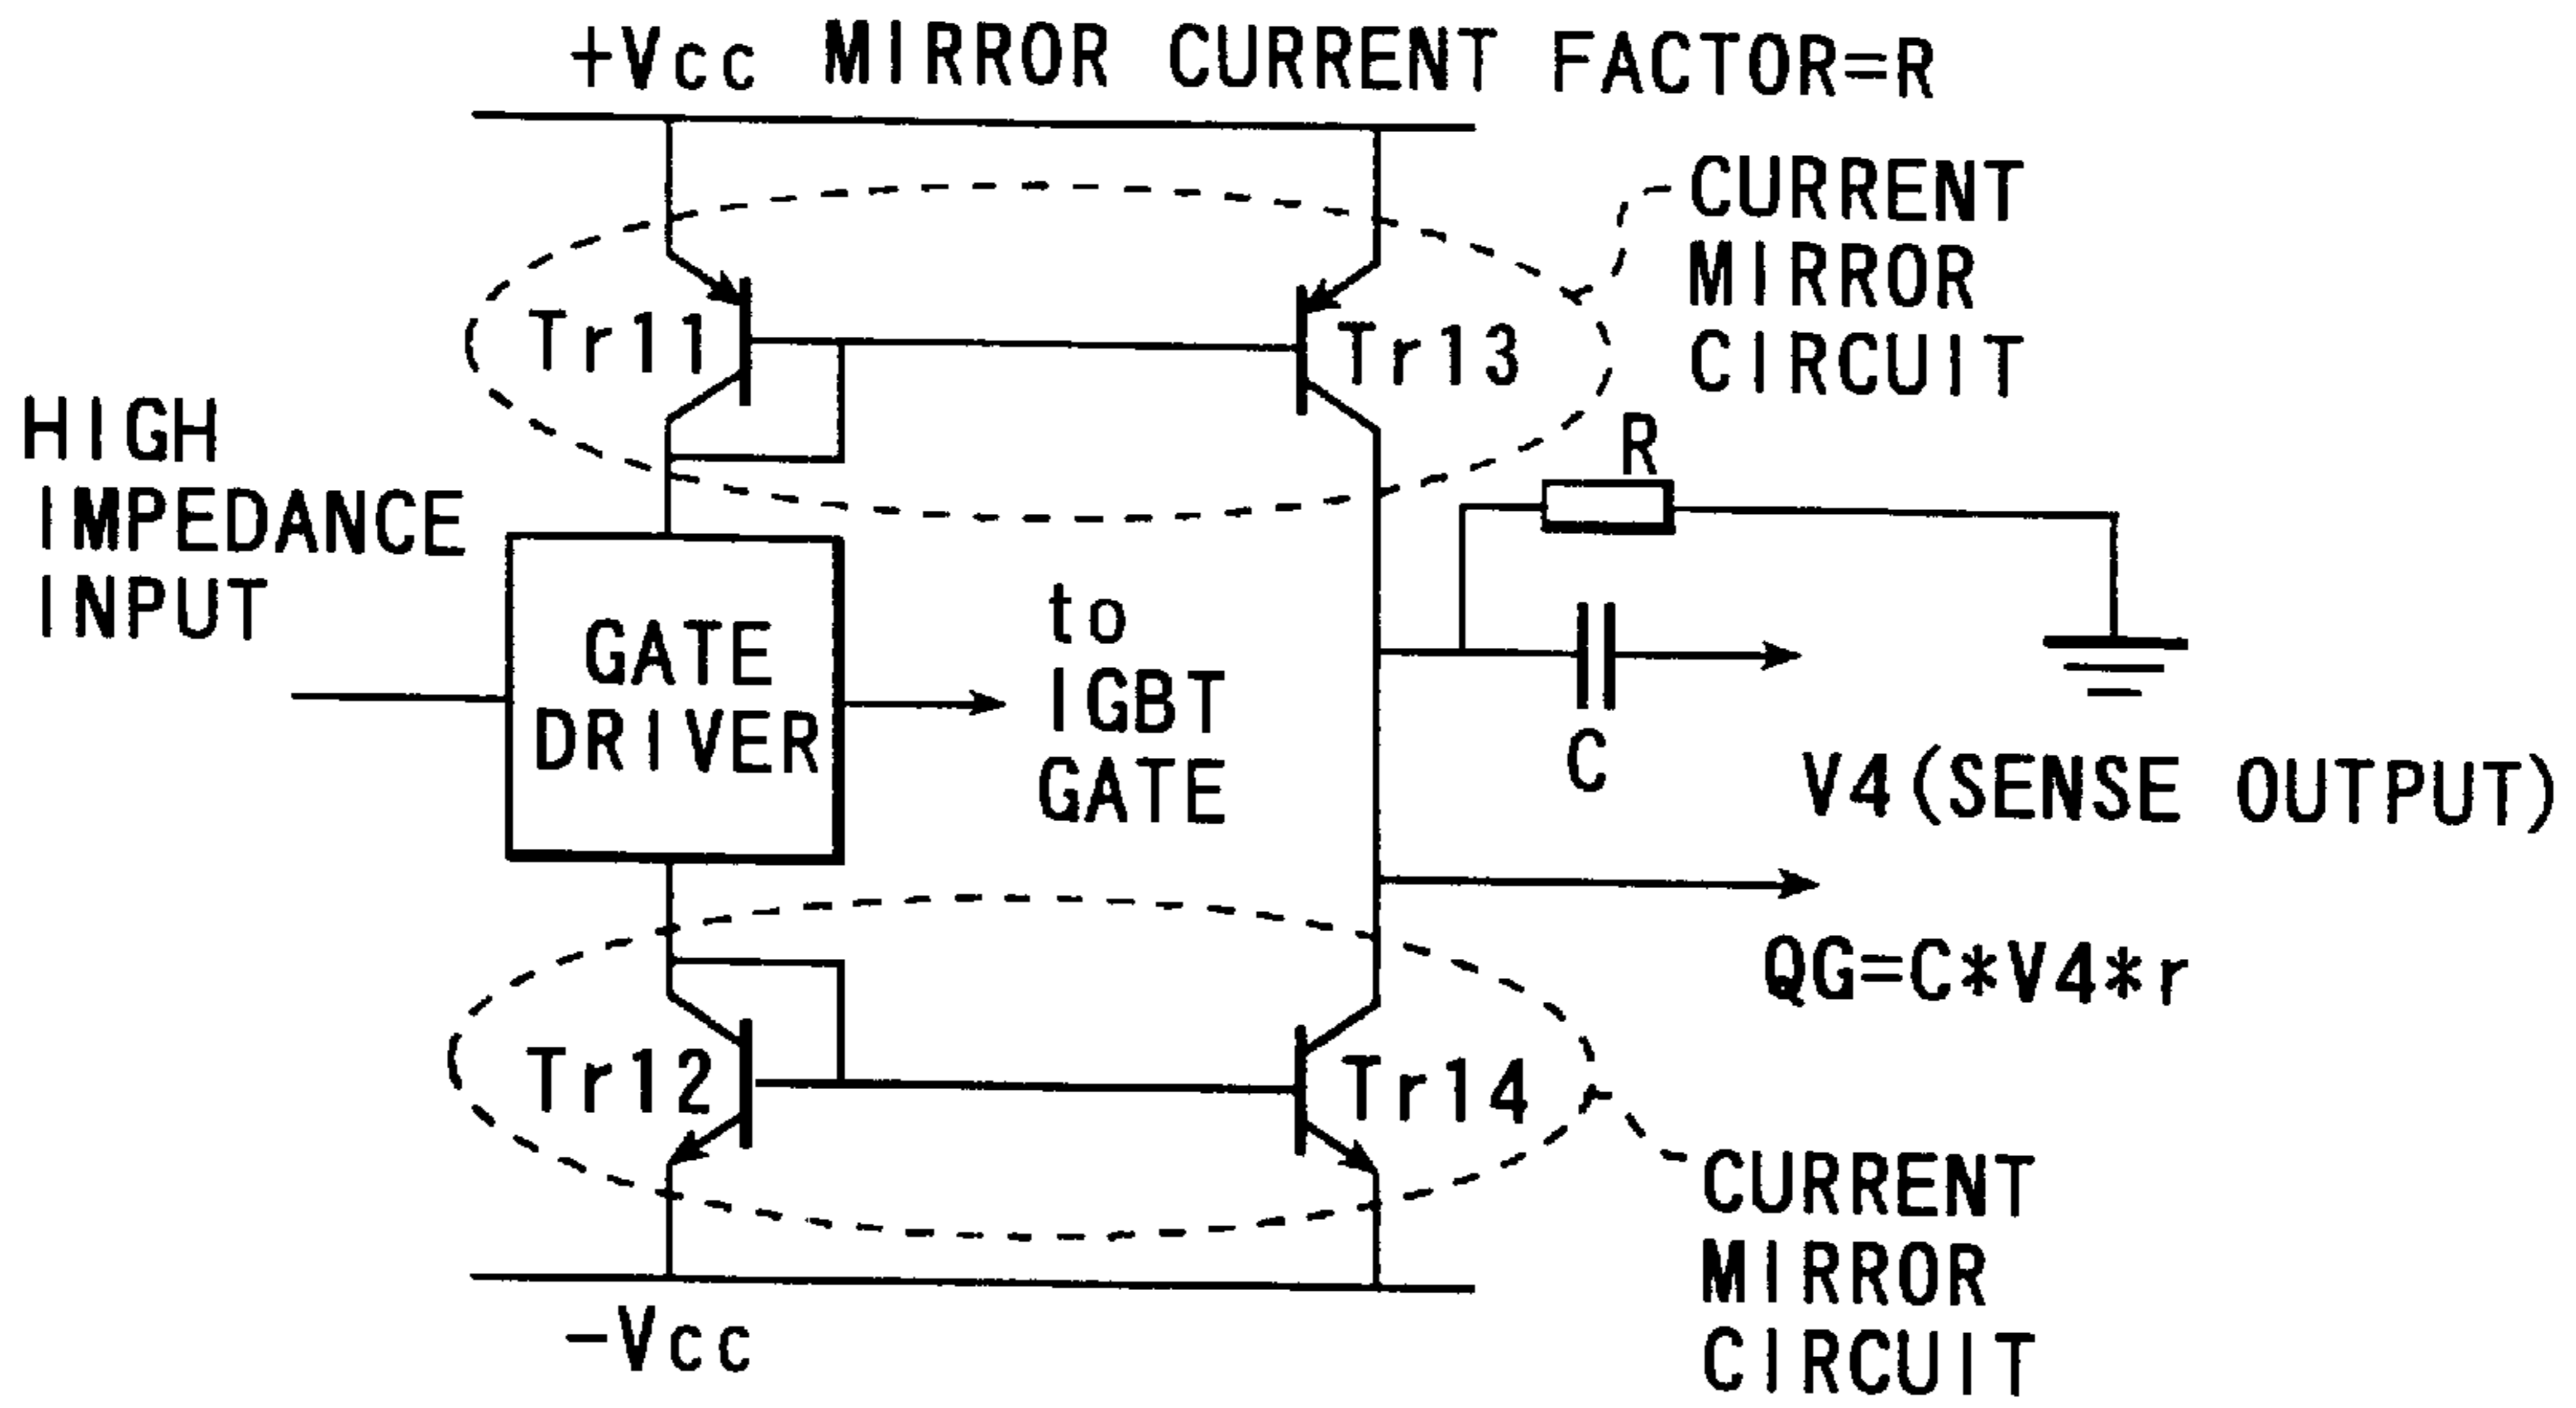 +Vcc MIRROR CURRENT FACTOR=R
CURRENT
MIRROR
CIRCUIT
Tr11
Tr13
HIGH
IMPEDANCE
INPUT
R
GATE
DRIVER
to
IGBT
GATE
C
V4(SENSE OUTPUT)
QG=C*V4*r
Tr12
Tr14
CURRENT
MIRROR
CIRCUIT
-Vcc